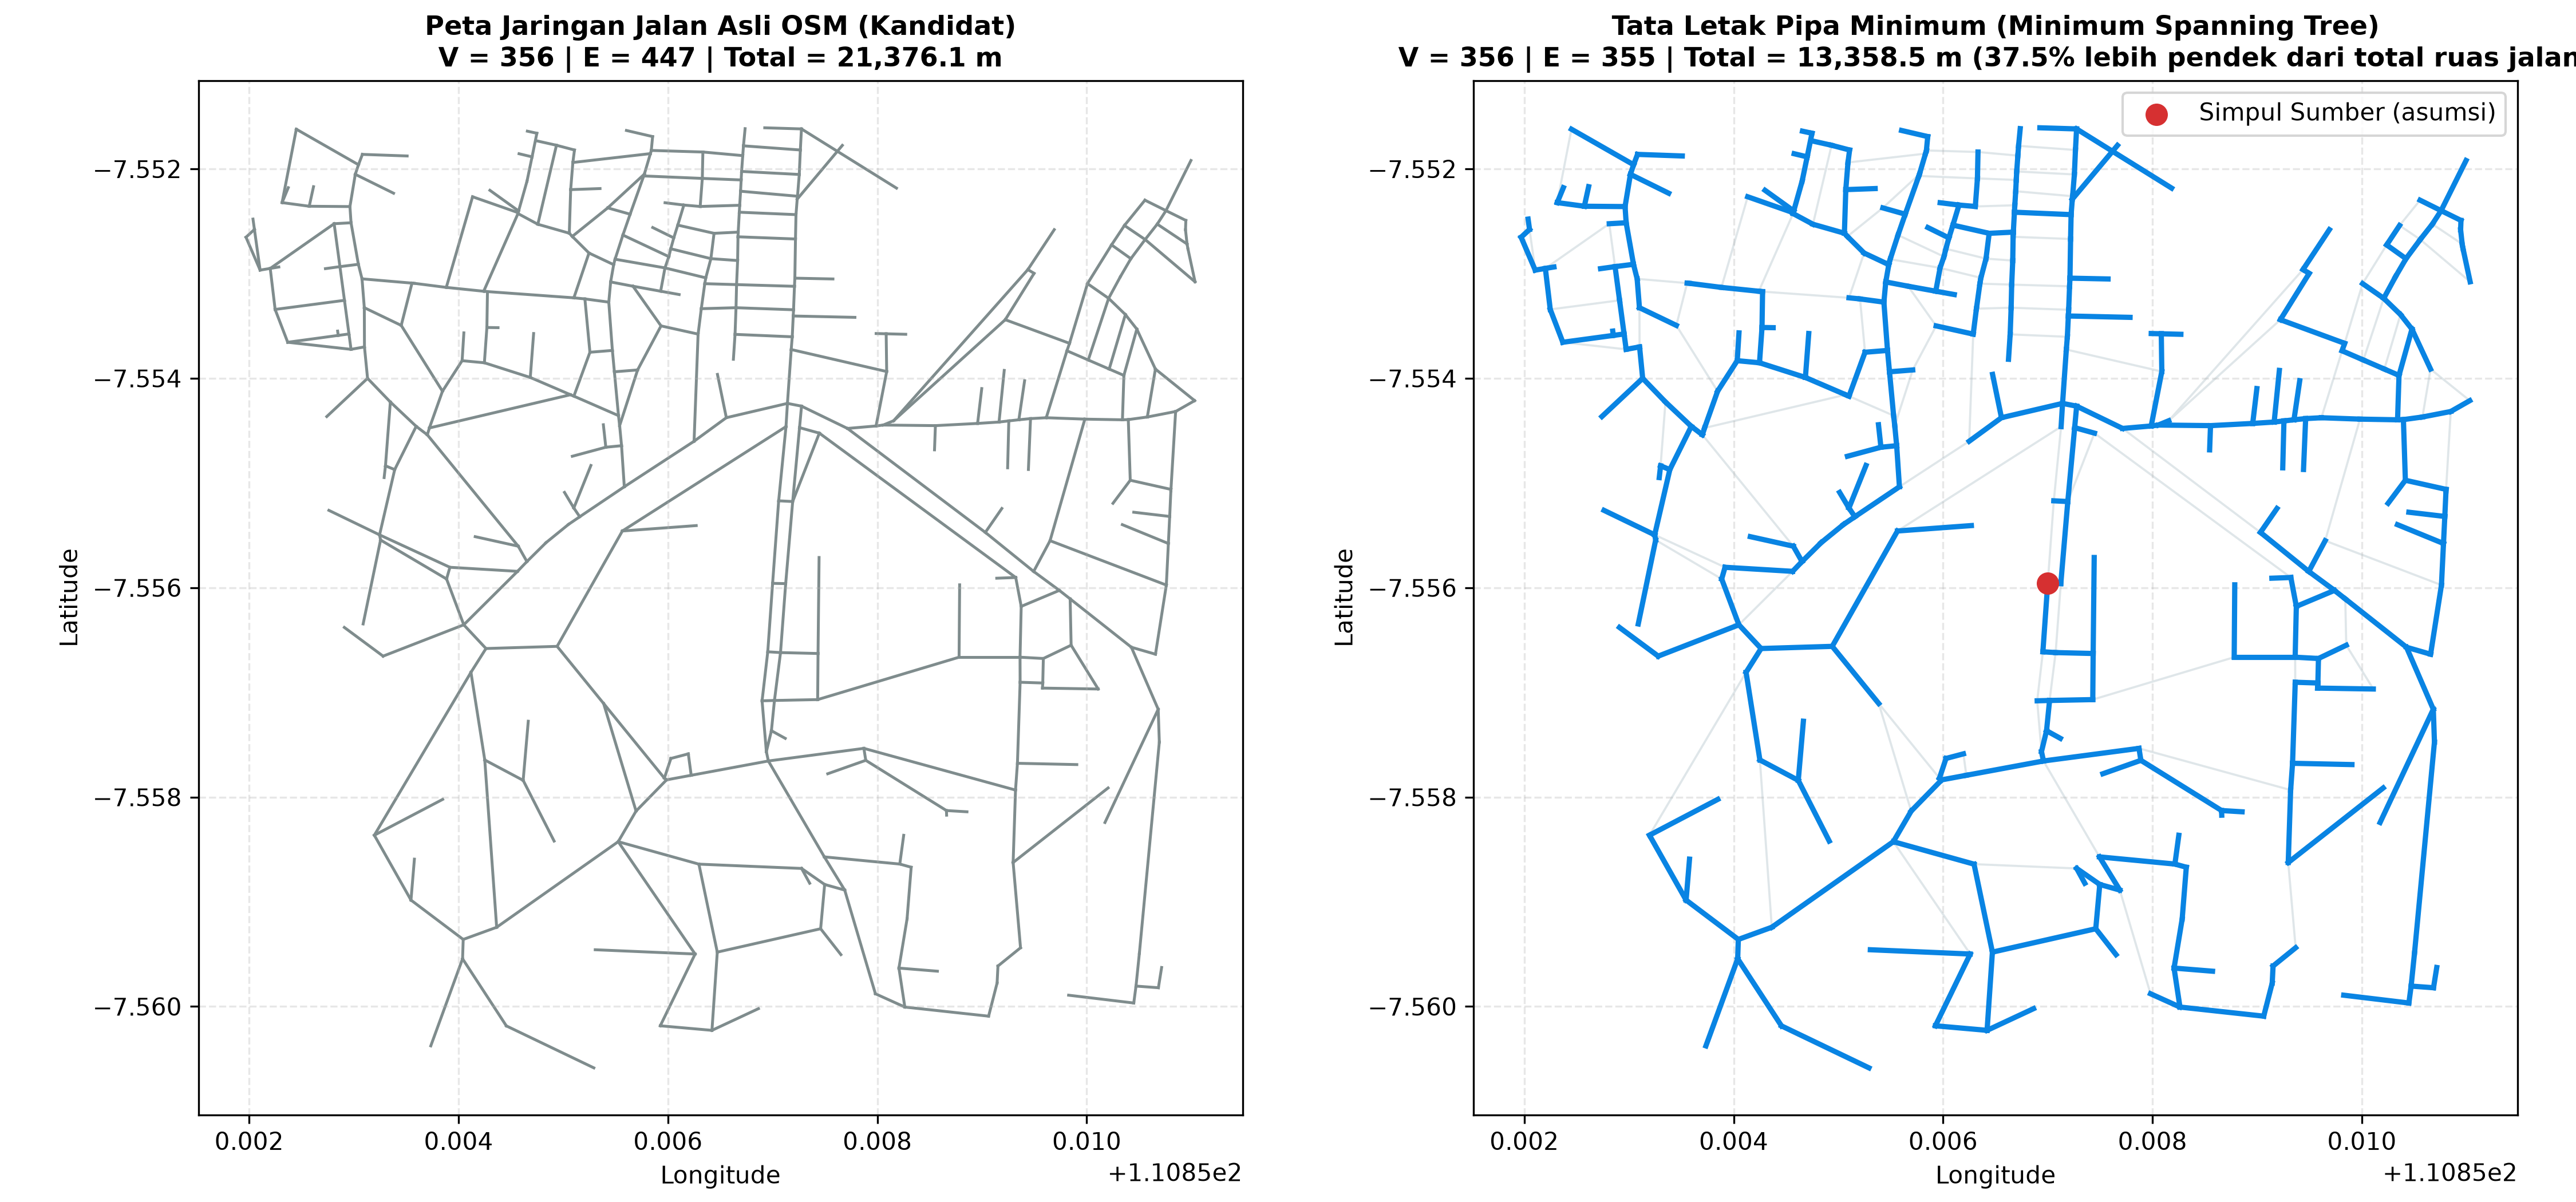 Peta Jaringan Jalan Asli OSM (Kandidat)
V = 356 | E = 447 | Total = 21,376.1 m
−7.552
−7.554
−7.556
−7.558
−7.560
Latitude
0.002
0.004
0.006
0.008
0.010
Longitude
+1.1085e2
Tata Letak Pipa Minimum (Minimum Spanning Tree)
V = 356 | E = 355 | Total = 13,358.5 m (37.5% lebih pendek dari total ruas jalan
Simpul Sumber (asumsi)
−7.552
−7.554
−7.556
−7.558
−7.560
Latitude
0.002
0.004
0.006
0.008
0.010
Longitude
+1.1085e2